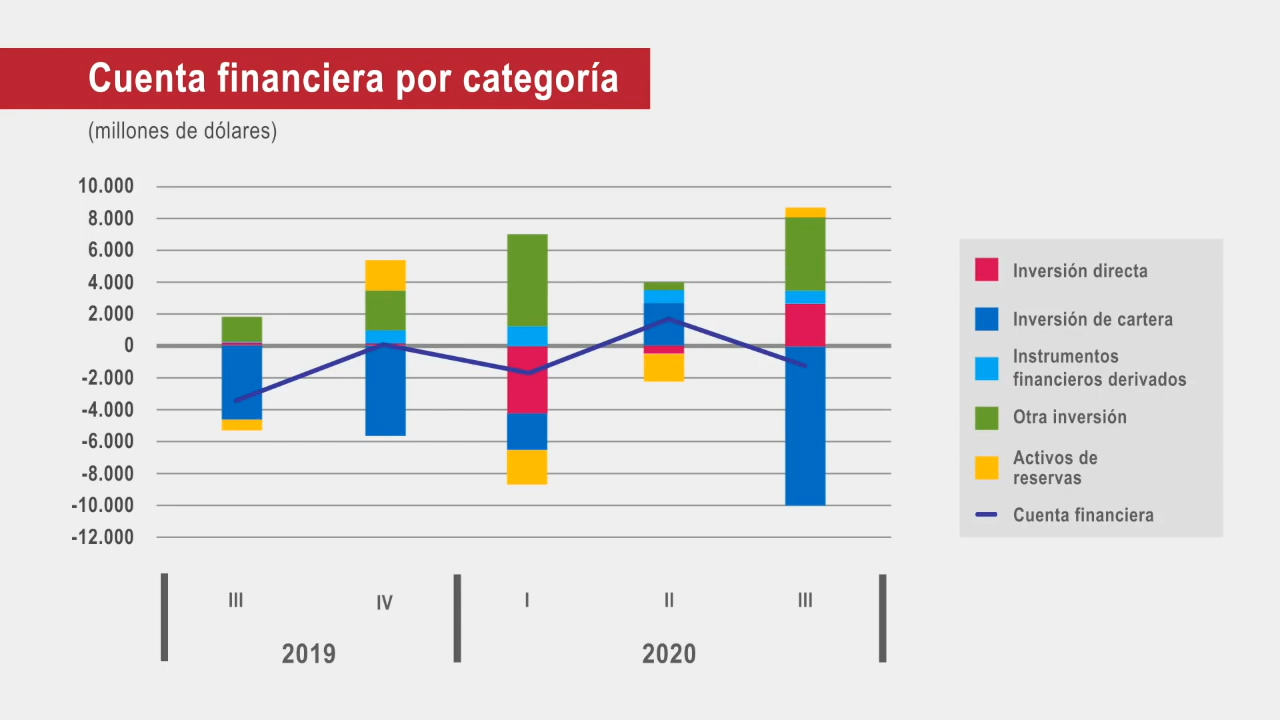 Cuenta financiera por categoría
(millones de dólares)
10.000
8.000
6.000
4.000
2.000
0
-2.000
-4.000
-6.000
-8.000
-10.000
-12.000
III
IV
I
II
III
2019
2020
Inversión directa
Inversión de cartera
Instrumentos
financieros derivados
Otra inversión
Activos de
reservas
Cuenta financiera